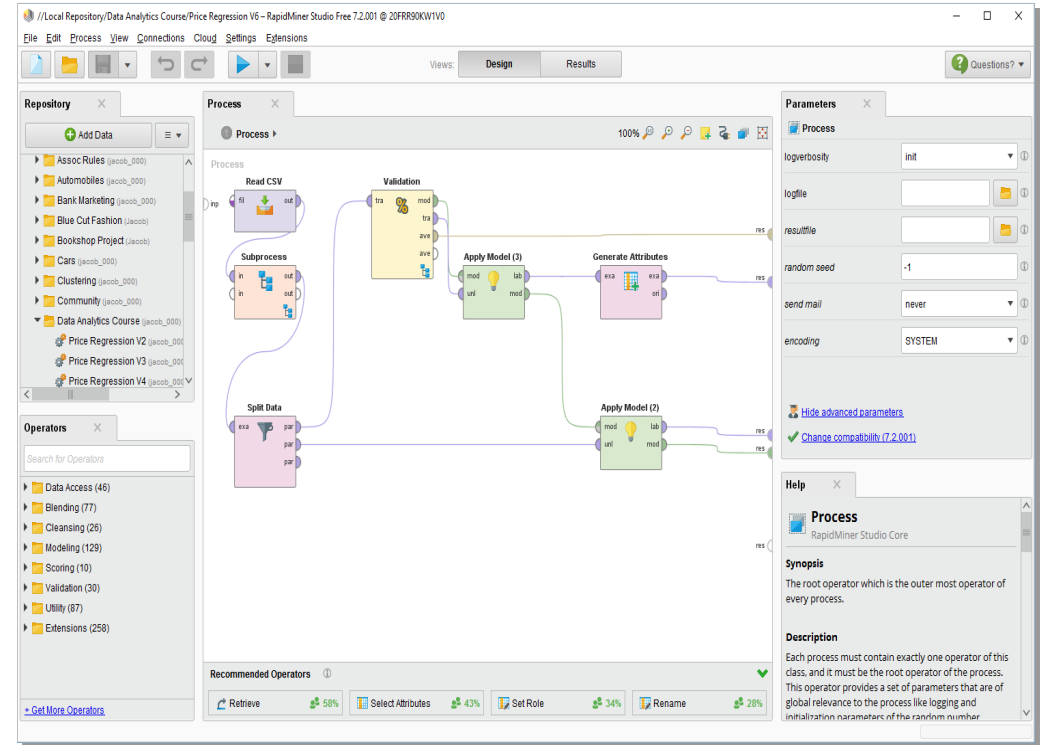 //Local Repository/Data Analytics Course/Price Regression V6 – RapidMiner Studio Free 7.2.001 @ 20FRR90KW1V0
File Edit Process View Connections Cloud Settings Extensions
Views: Design Results Questions?
Repository
Add Data
Assoc Rules (jacob_000)
Automobiles (jacob_000)
Bank Marketing (jacob_000)
Blue Cut Fashion (Jacob)
Bookshop Project (Jacob)
Cars (jacob_000)
Clustering (jacob_000)
Community (jacob_000)
Data Analytics Course (jacob_000)
Price Regression V2 (jacob_000
Price Regression V3 (jacob_000
Price Regression V4 (jacob_000
Operators
Search for Operators
Data Access (46)
Blending (77)
Cleansing (26)
Modeling (129)
Scoring (10)
Validation (30)
Utility (87)
Extensions (258)
+ Get More Operators
Process
Process
100%
Process
inp
Read CSV
fil out
Subprocess
in out
in out
Split Data
exa par
par
par
Validation
tra mod
tra
ave
ave
Apply Model (3)
mod lab
unl mod
Generate Attributes
exa exa
ori
Apply Model (2)
mod lab
unl mod
res
res
res
res
res
Recommended Operators
Retrieve 58%
Select Attributes 43%
Set Role 34%
Rename 28%
Parameters
Process
logverbosity init
logfile
resultfile
random seed -1
send mail never
encoding SYSTEM
Hide advanced parameters
Change compatibility (7.2.001)
Help
Process
RapidMiner Studio Core
Synopsis
The root operator which is the outer most operator of
every process.
Description
Each process must contain exactly one operator of this
class, and it must be the root operator of the process.
This operator provides a set of parameters that are of
global relevance to the process like logging and
initialization parameters of the random number